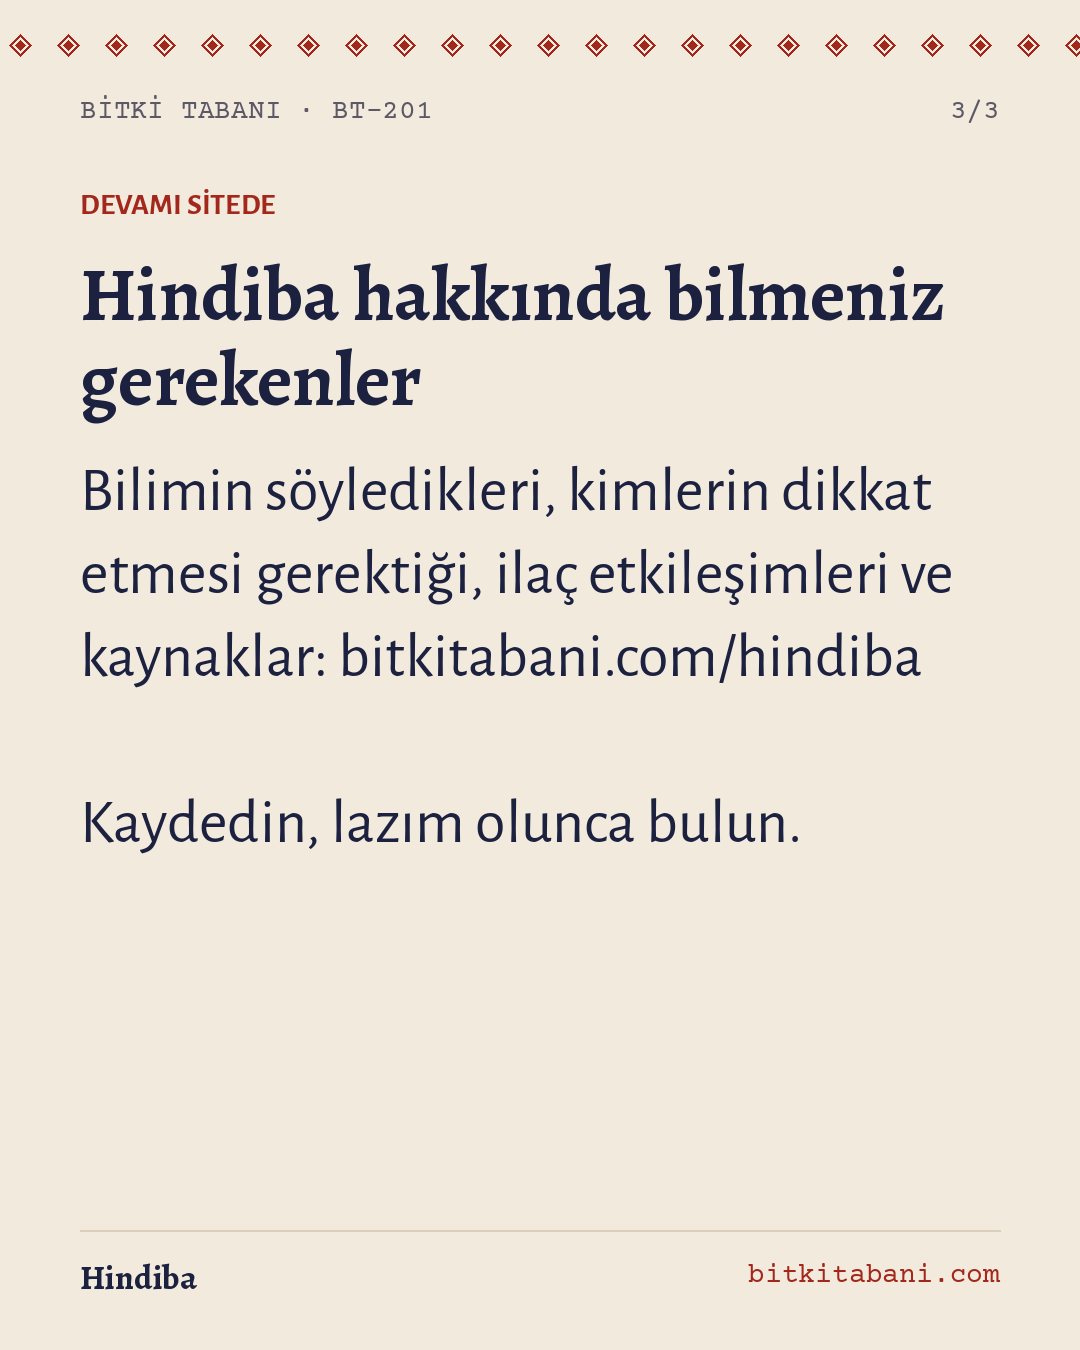 BİTKİ TABANI · BT-201
3/3
DEVAMI SİTEDE
Hindiba hakkında bilmeniz
gerekenler
Bilimin söyledikleri, kimlerin dikkat
etmesi gerektiği, ilaç etkileşimleri ve
kaynaklar: bitkitabani.com/hindiba
Kaydedin, lazım olunca bulun.
Hindiba
bitkitabani.com